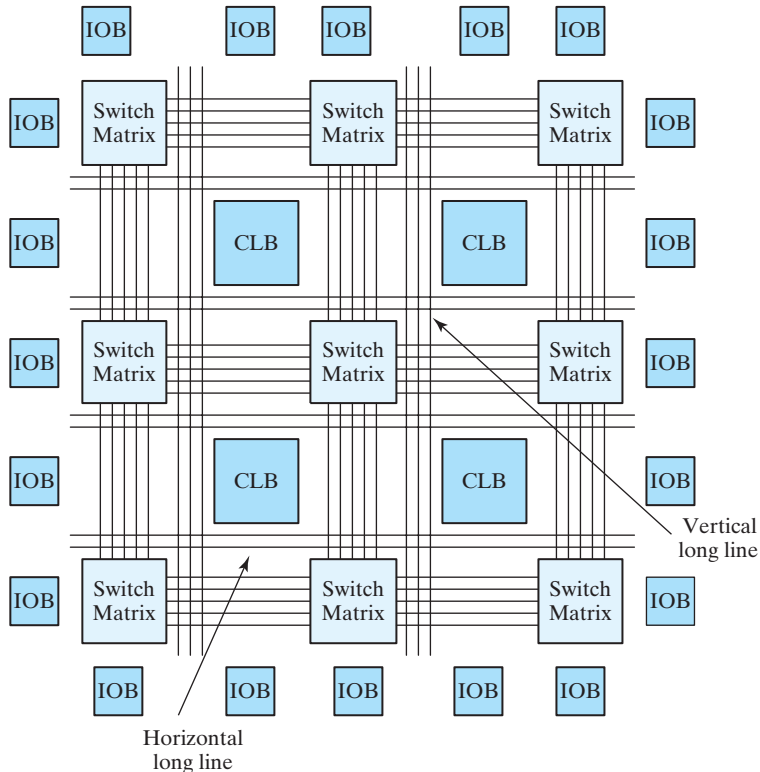 IOB IOB IOB IOB IOB
IOB Switch Matrix Switch Matrix Switch Matrix IOB
IOB CLB CLB IOB
IOB Switch Matrix Switch Matrix Switch Matrix IOB
IOB CLB CLB IOB
Vertical
long line
IOB Switch Matrix Switch Matrix Switch Matrix IOB
IOB IOB IOB IOB IOB
Horizontal
long line